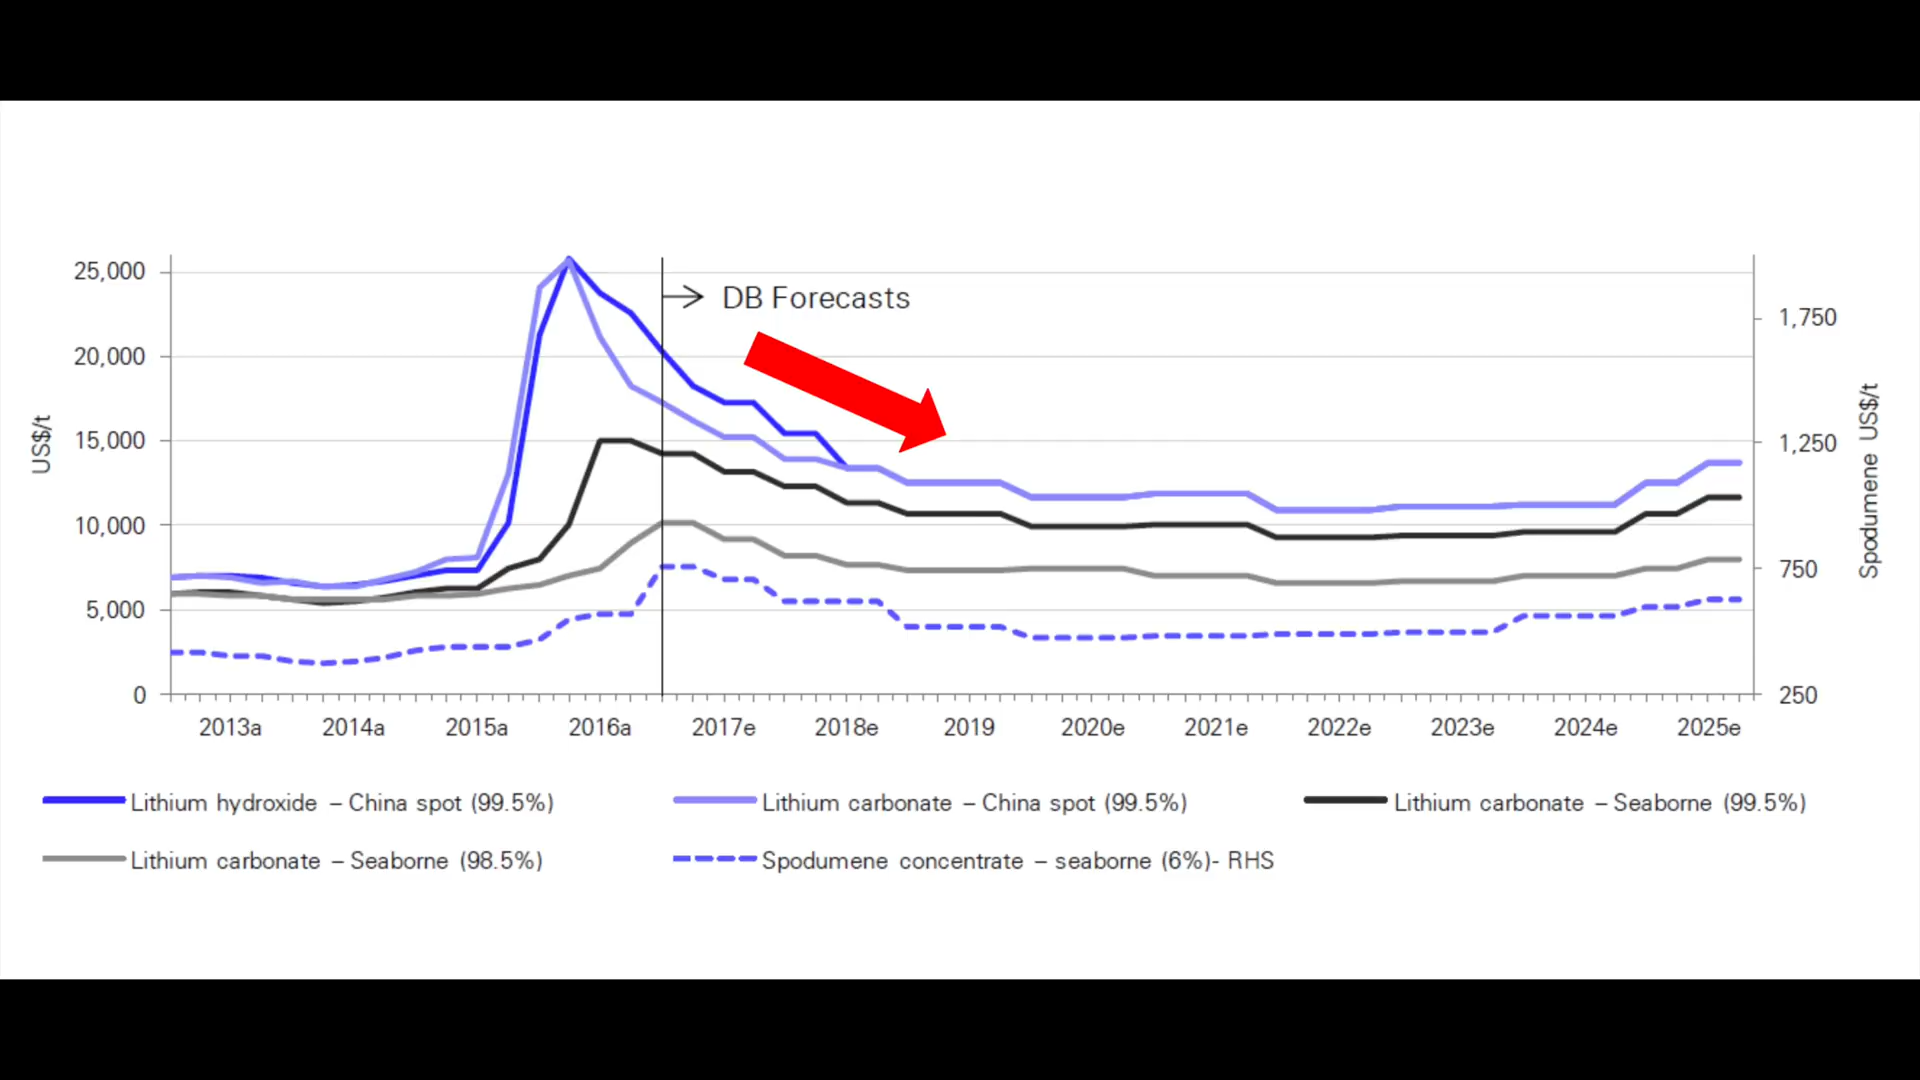 25,000
20,000
15,000
10,000
5,000
0
US$/t
DB Forecasts
1,750
1,250
750
250
Spodumene US$/t
2013a 2014a 2015a 2016a 2017e 2018e 2019 2020e 2021e 2022e 2023e 2024e 2025e
Lithium hydroxide – China spot (99.5%) Lithium carbonate – China spot (99.5%) Lithium carbonate – Seaborne (99.5%)
Lithium carbonate – Seaborne (98.5%) Spodumene concentrate – seaborne (6%)- RHS